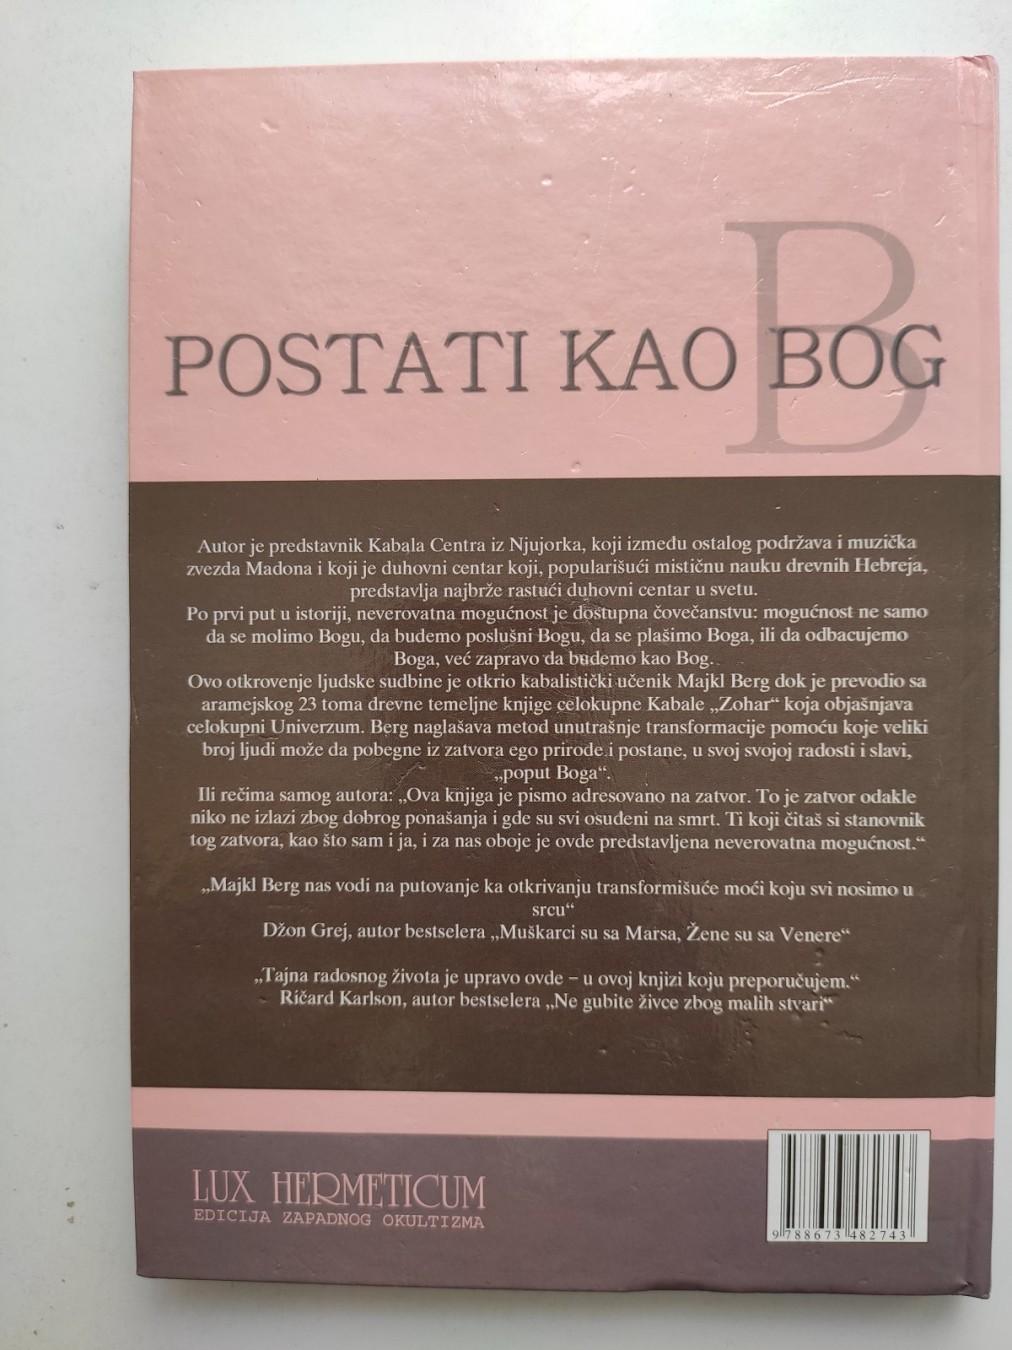 POSTATI KAO BOG
B
Autor je predstavnik Kabala Centra iz Njujorka, koji između ostalog podržava i muzička
zvezda Madona i koji je duhovni centar koji, popularišući mističnu nauku drevnih Hebreja,
predstavlja najbrže rastući duhovni centar u svetu.
Po prvi put u istoriji, neverovatna mogućnost je dostupna čovečanstvu: mogućnost ne samo
da se molimo Bogu, da budemo poslušni Bogu, da se plašimo Boga, ili da odbacujemo
Boga, već zapravo da budemo kao Bog.
Ovo otkrovenje ljudske sudbine je otkrio kabalistički učenik Majkl Berg dok je prevodio sa
aramejskog 23 toma drevne temeljne knjige celokupne Kabale „Zohar“ koja objašnjava
celokupni Univerzum. Berg naglašava metod unutrašnje transformacije pomoću koje veliki
broj ljudi može da pobegne iz zatvora ego prirode i postane, u svoj svojoj radosti i slavi,
„poput Boga“.
Ili rečima samog autora: „Ova knjiga je pismo adresovano na zatvor. To je zatvor odakle
niko ne izlazi zbog dobrog ponašanja i gde su svi osuđeni na smrt. Ti koji čitaš si stanovnik
tog zatvora, kao što sam i ja, i za nas oboje je ovde predstavljena neverovatna mogućnost.“
„Majkl Berg nas vodi na putovanje ka otkrivanju transformišuće moći koju svi nosimo u
srcu“
Džon Grej, autor bestselera „Muškarci su sa Marsa, Žene su sa Venere“
„Tajna radosnog života je upravo ovde – u ovoj knjizi koju preporučujem.“
Ričard Karlson, autor bestselera „Ne gubite živce zbog malih stvari“
LUX HERMETICUM
EDICIJA ZAPADNOG OKULTIZMA
9 788673 482743